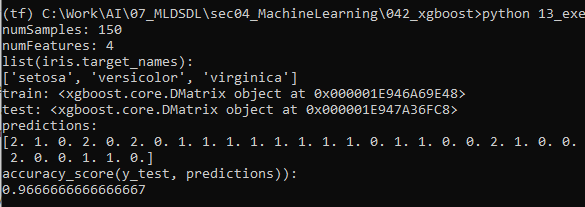 (tf) C:\Work\AI\07_MLDSDL\sec04_MachineLearning\042_xgboost>python 13_exe
numSamples: 150
numFeatures: 4
list(iris.target_names):
['setosa', 'versicolor', 'virginica']
train: <xgboost.core.DMatrix object at 0x000001E946A69E48>
test: <xgboost.core.DMatrix object at 0x000001E947A36FC8>
predictions:
[2. 1. 0. 2. 0. 2. 0. 1. 1. 1. 1. 1. 1. 1. 1. 0. 1. 1. 0. 0. 2. 1. 0. 0.
2. 0. 0. 1. 1. 0.]
accuracy_score(y_test, predictions)):
0.9666666666666667